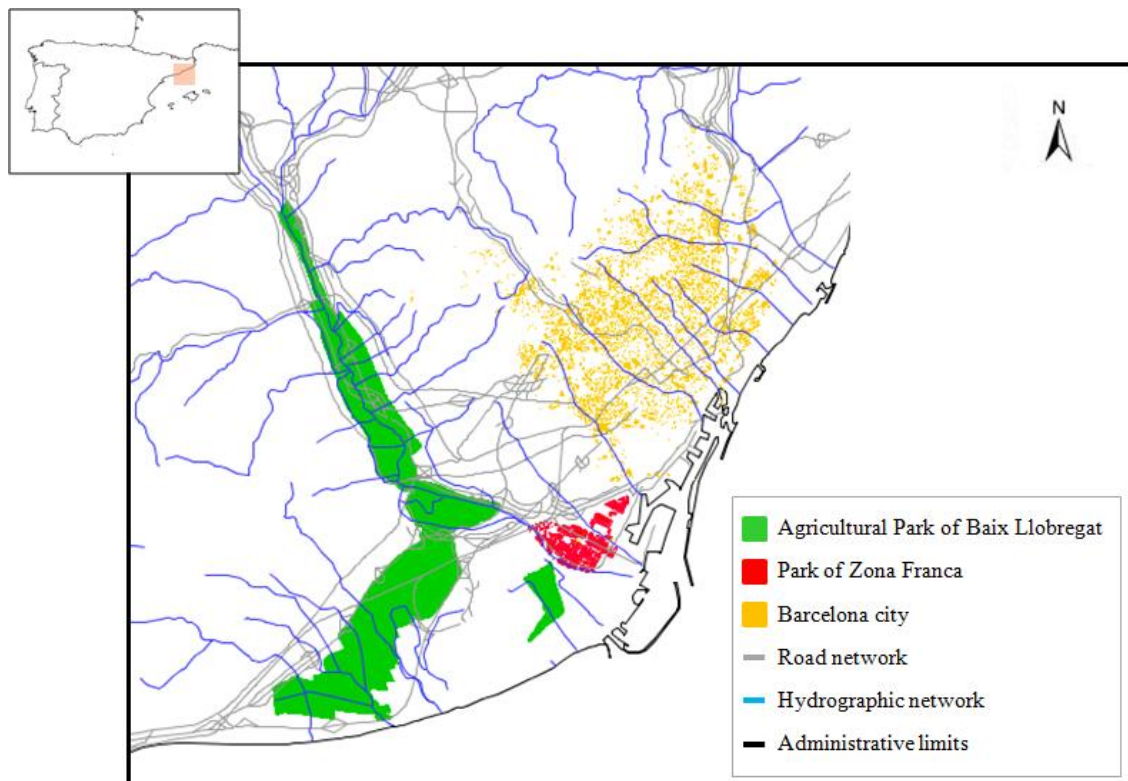 N
Agricultural Park of Baix Llobregat
Park of Zona Franca
Barcelona city
Road network
Hydrographic network
Administrative limits